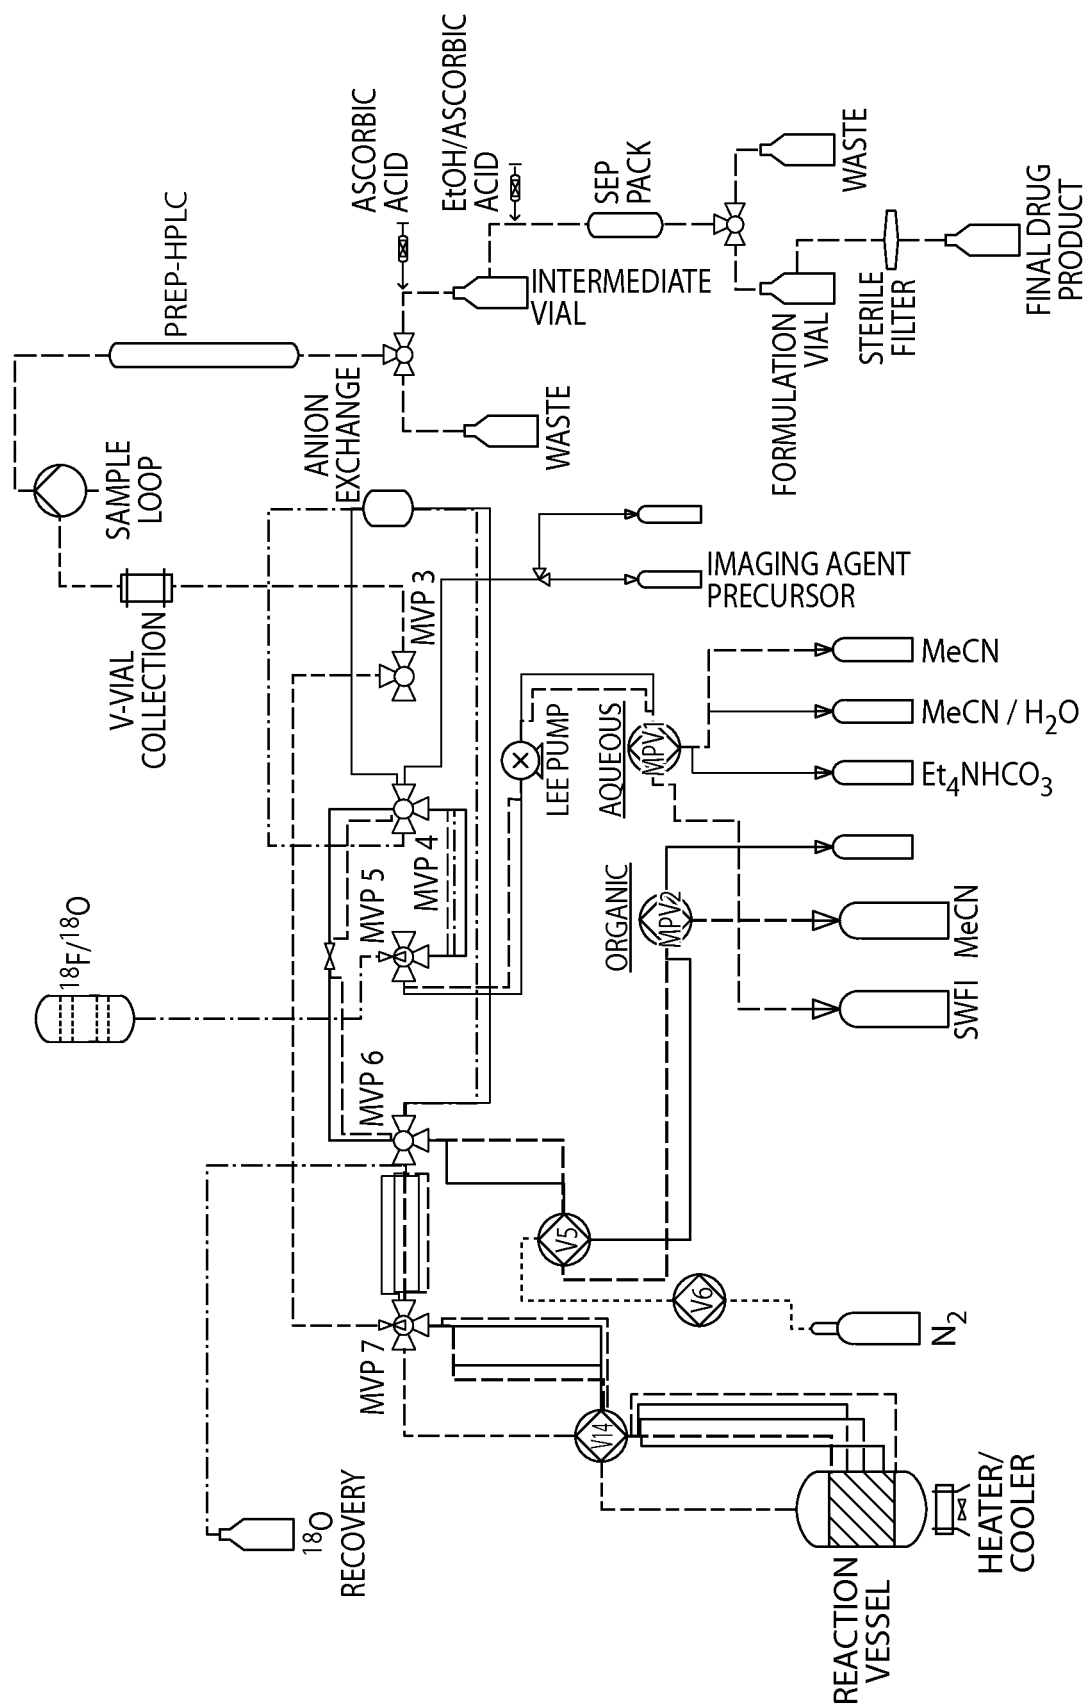 PREP-HPLC
ASCORBIC
ACID
EtOH/ASCORBIC
ACID
SAMPLE
LOOP
V-VIAL
COLLECTION
ANION
EXCHANGE
WASTE
INTERMEDIATE
VIAL
SEP
PACK
WASTE
FORMULATION
VIAL
STERILE
FILTER
FINAL DRUG
PRODUCT
18F/18O
MVP 3
MVP 4
MVP 5
MVP 6
MVP 7
IMAGING AGENT
PRECURSOR
LEE PUMP
AQUEOUS
MPV1
MeCN
MeCN / H2O
Et4NHCO3
ORGANIC
MPV2
MeCN
SWFI
V5
V6
N2
V14
18O
RECOVERY
REACTION
VESSEL
HEATER/
COOLER